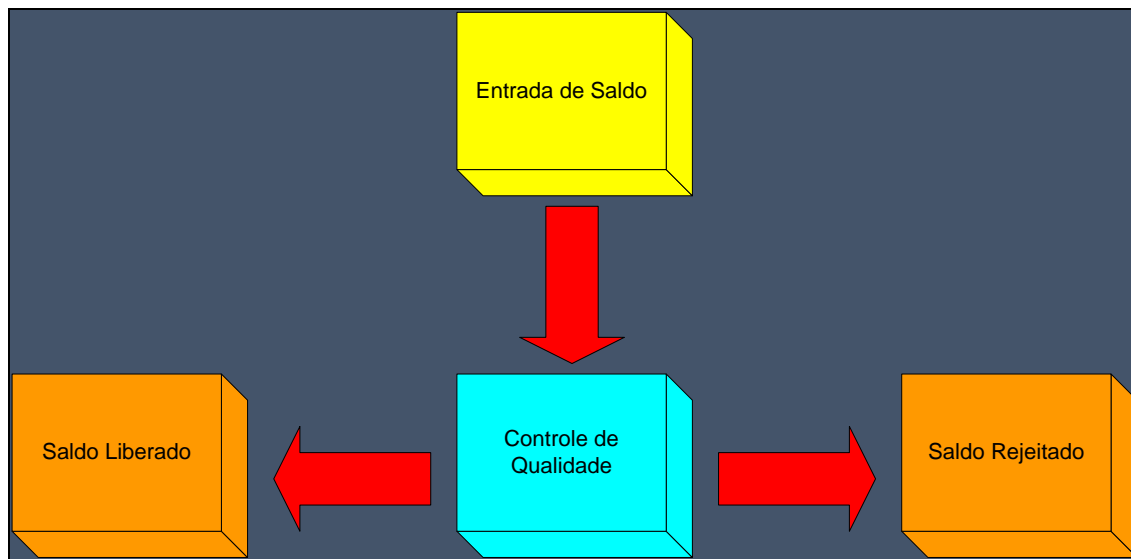 Entrada de Saldo
Saldo Liberado
Controle de
Qualidade
Saldo Rejeitado